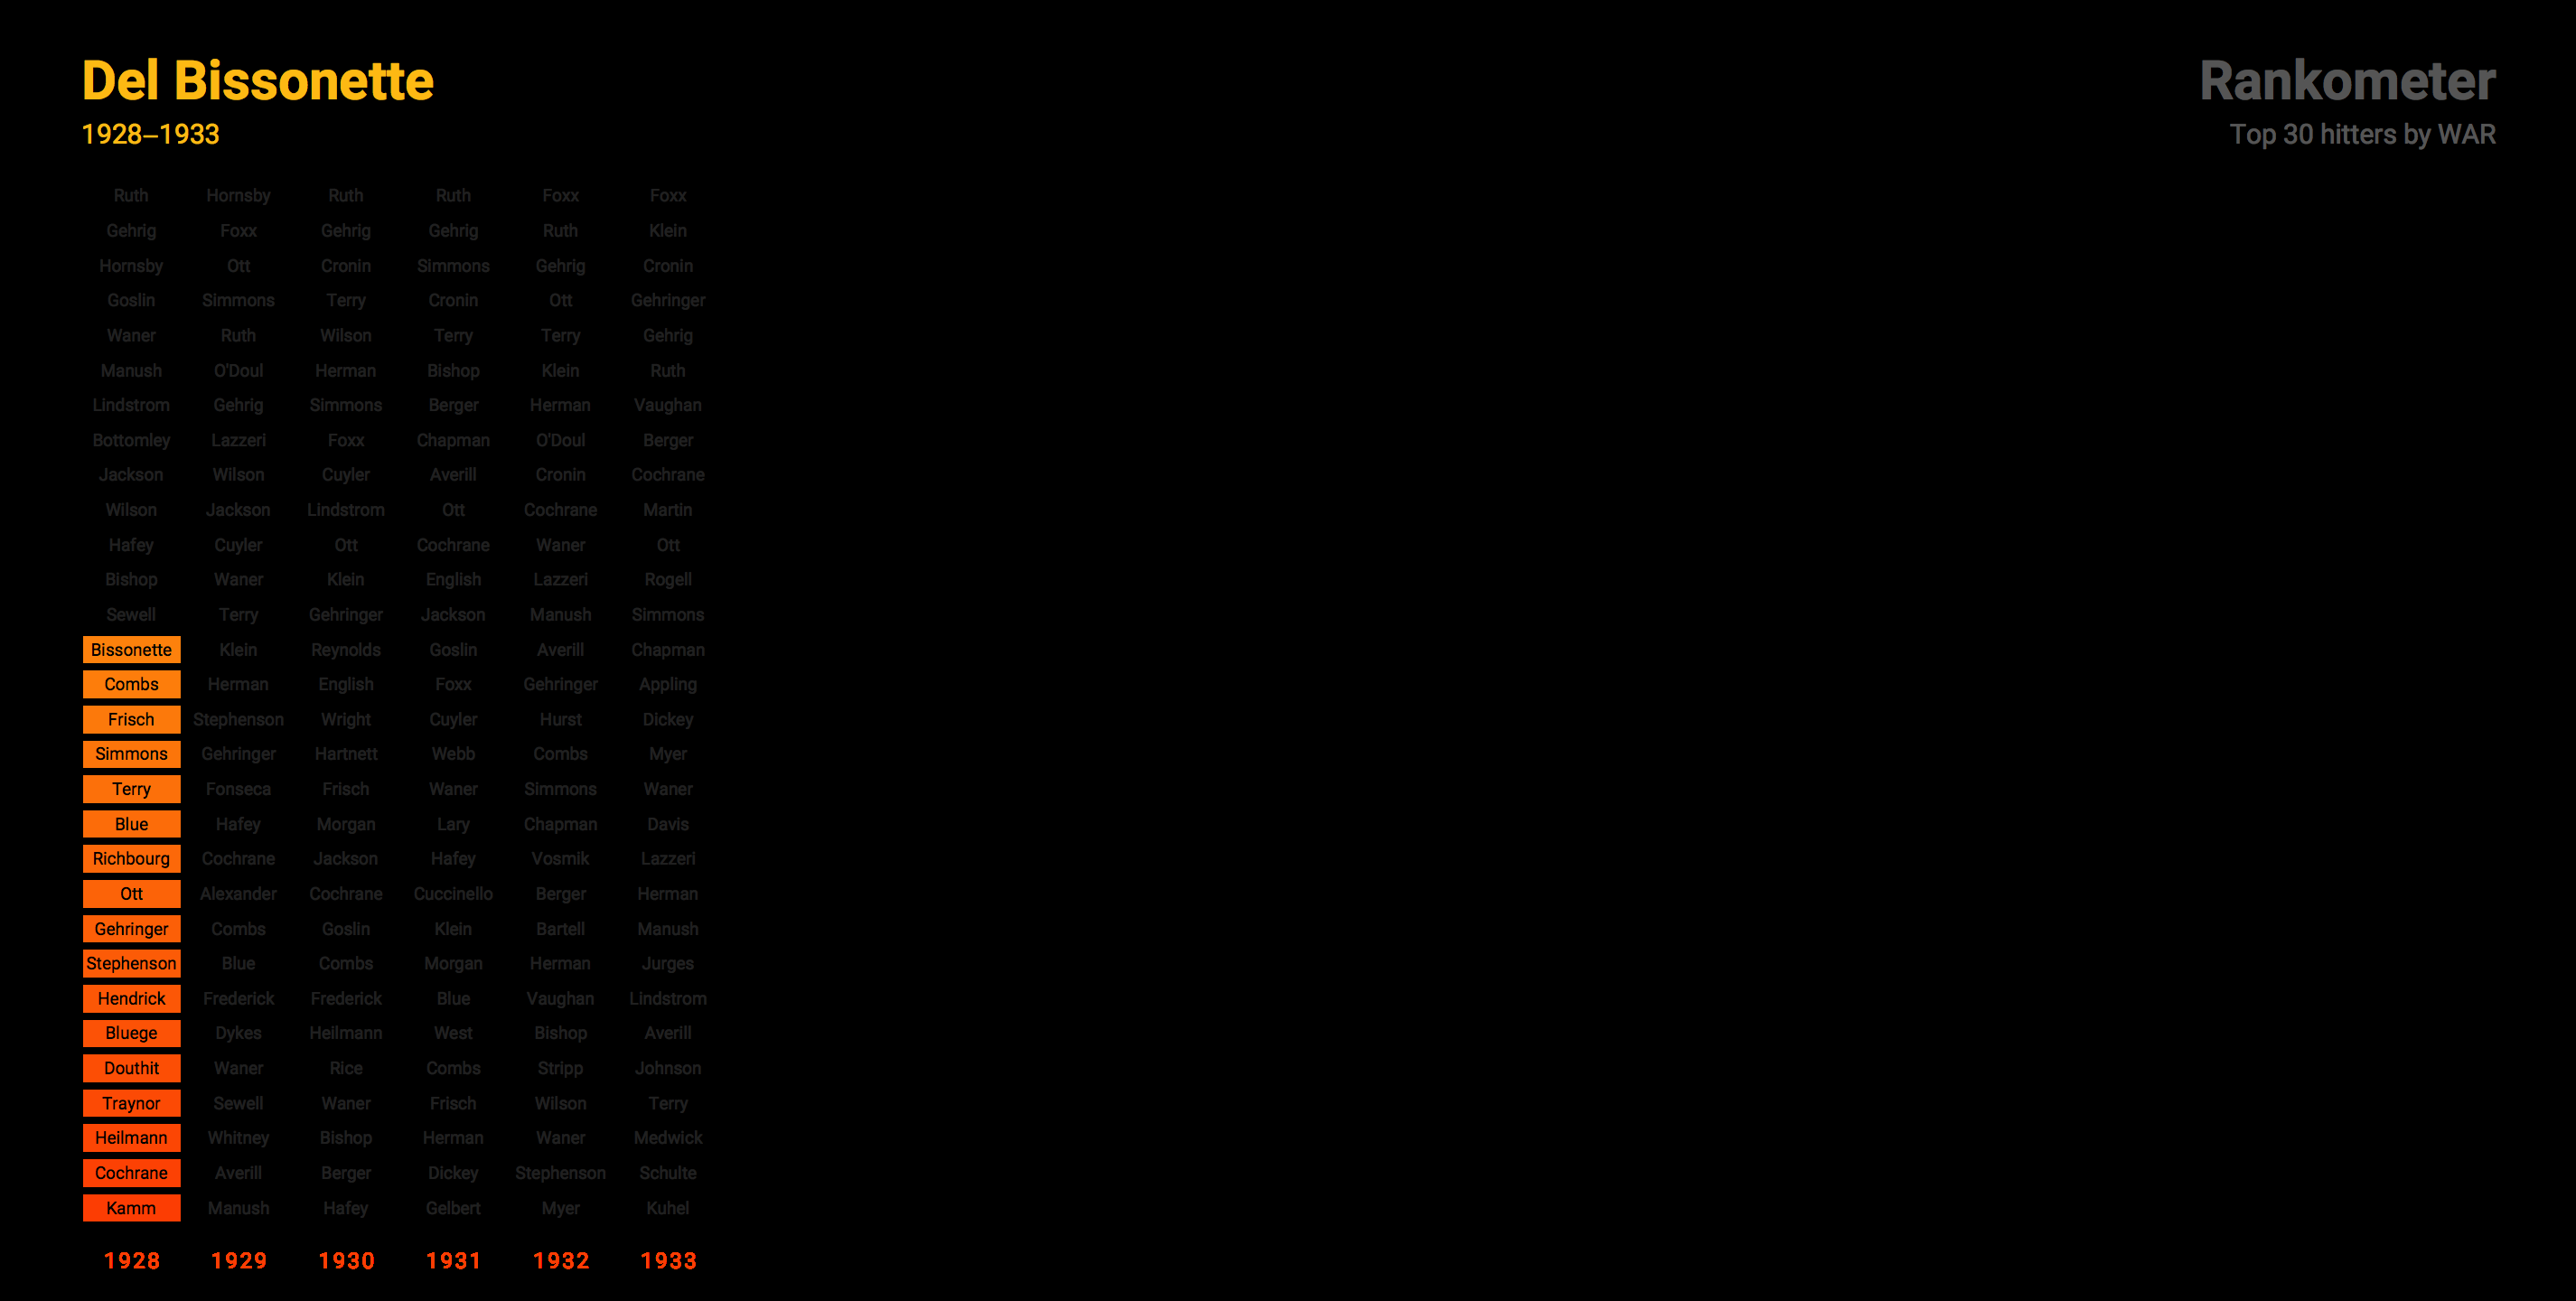 Del Bissonette
1928–1933
Rankometer
Top 30 hitters by WAR
Ruth Hornsby Ruth Ruth Foxx Foxx
Gehrig Foxx Gehrig Gehrig Ruth Klein
Hornsby Ott Cronin Simmons Gehrig Cronin
Goslin Simmons Terry Cronin Ott Gehringer
Waner Ruth Wilson Terry Terry Gehrig
Manush O'Doul Herman Bishop Klein Ruth
Lindstrom Gehrig Simmons Berger Herman Vaughan
Bottomley Lazzeri Foxx Chapman O'Doul Berger
Jackson Wilson Cuyler Averill Cronin Cochrane
Wilson Jackson Lindstrom Ott Cochrane Martin
Hafey Cuyler Ott Cochrane Waner Ott
Bishop Waner Klein English Lazzeri Rogell
Sewell Terry Gehringer Jackson Manush Simmons
Bissonette Klein Reynolds Goslin Averill Chapman
Combs Herman English Foxx Gehringer Appling
Frisch Stephenson Wright Cuyler Hurst Dickey
Simmons Gehringer Hartnett Webb Combs Myer
Terry Fonseca Frisch Waner Simmons Waner
Blue Hafey Morgan Lary Chapman Davis
Richbourg Cochrane Jackson Hafey Vosmik Lazzeri
Ott Alexander Cochrane Cuccinello Berger Herman
Gehringer Combs Goslin Klein Bartell Manush
Stephenson Blue Combs Morgan Herman Jurges
Hendrick Frederick Frederick Blue Vaughan Lindstrom
Bluege Dykes Heilmann West Bishop Averill
Douthit Waner Rice Combs Stripp Johnson
Traynor Sewell Waner Frisch Wilson Terry
Heilmann Whitney Bishop Herman Waner Medwick
Cochrane Averill Berger Dickey Stephenson Schulte
Kamm Manush Hafey Gelbert Myer Kuhel
1928 1929 1930 1931 1932 1933